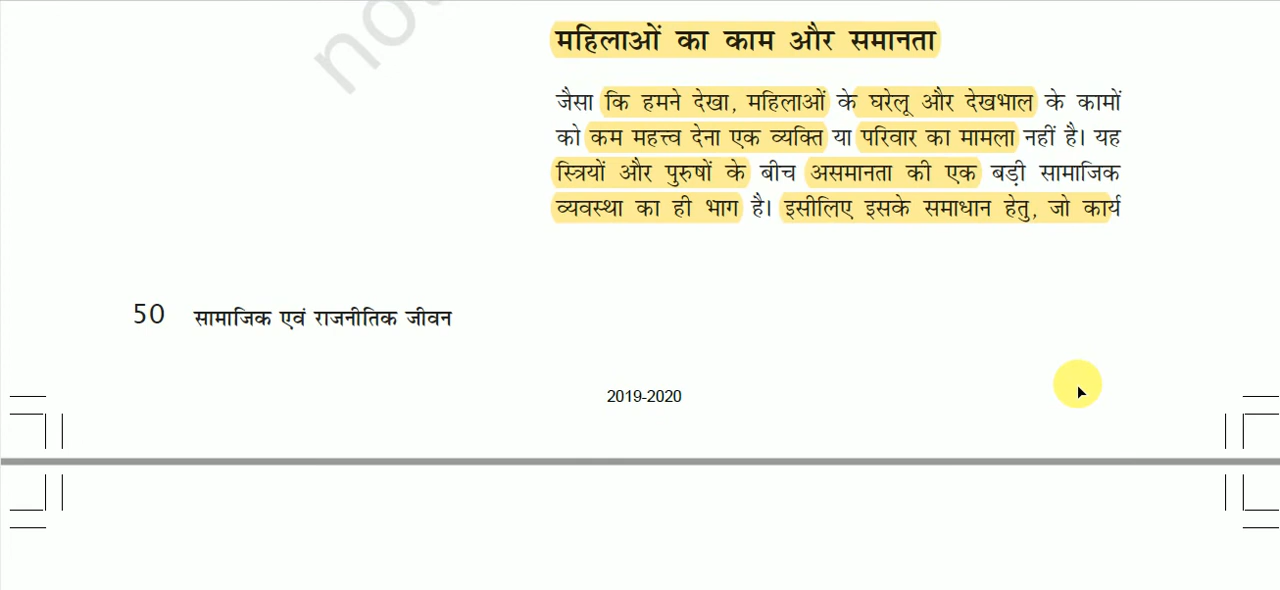 no
महिलाओं का काम और समानता
जैसा कि हमने देखा, महिलाओं के घरेलू और देखभाल के कामों
को कम महत्त्व देना एक व्यक्ति या परिवार का मामला नहीं है। यह
स्त्रियों और पुरुषों के बीच असमानता की एक बड़ी सामाजिक
व्यवस्था का ही भाग है। इसीलिए इसके समाधान हेतु, जो कार्य
50 सामाजिक एवं राजनीतिक जीवन
2019-2020